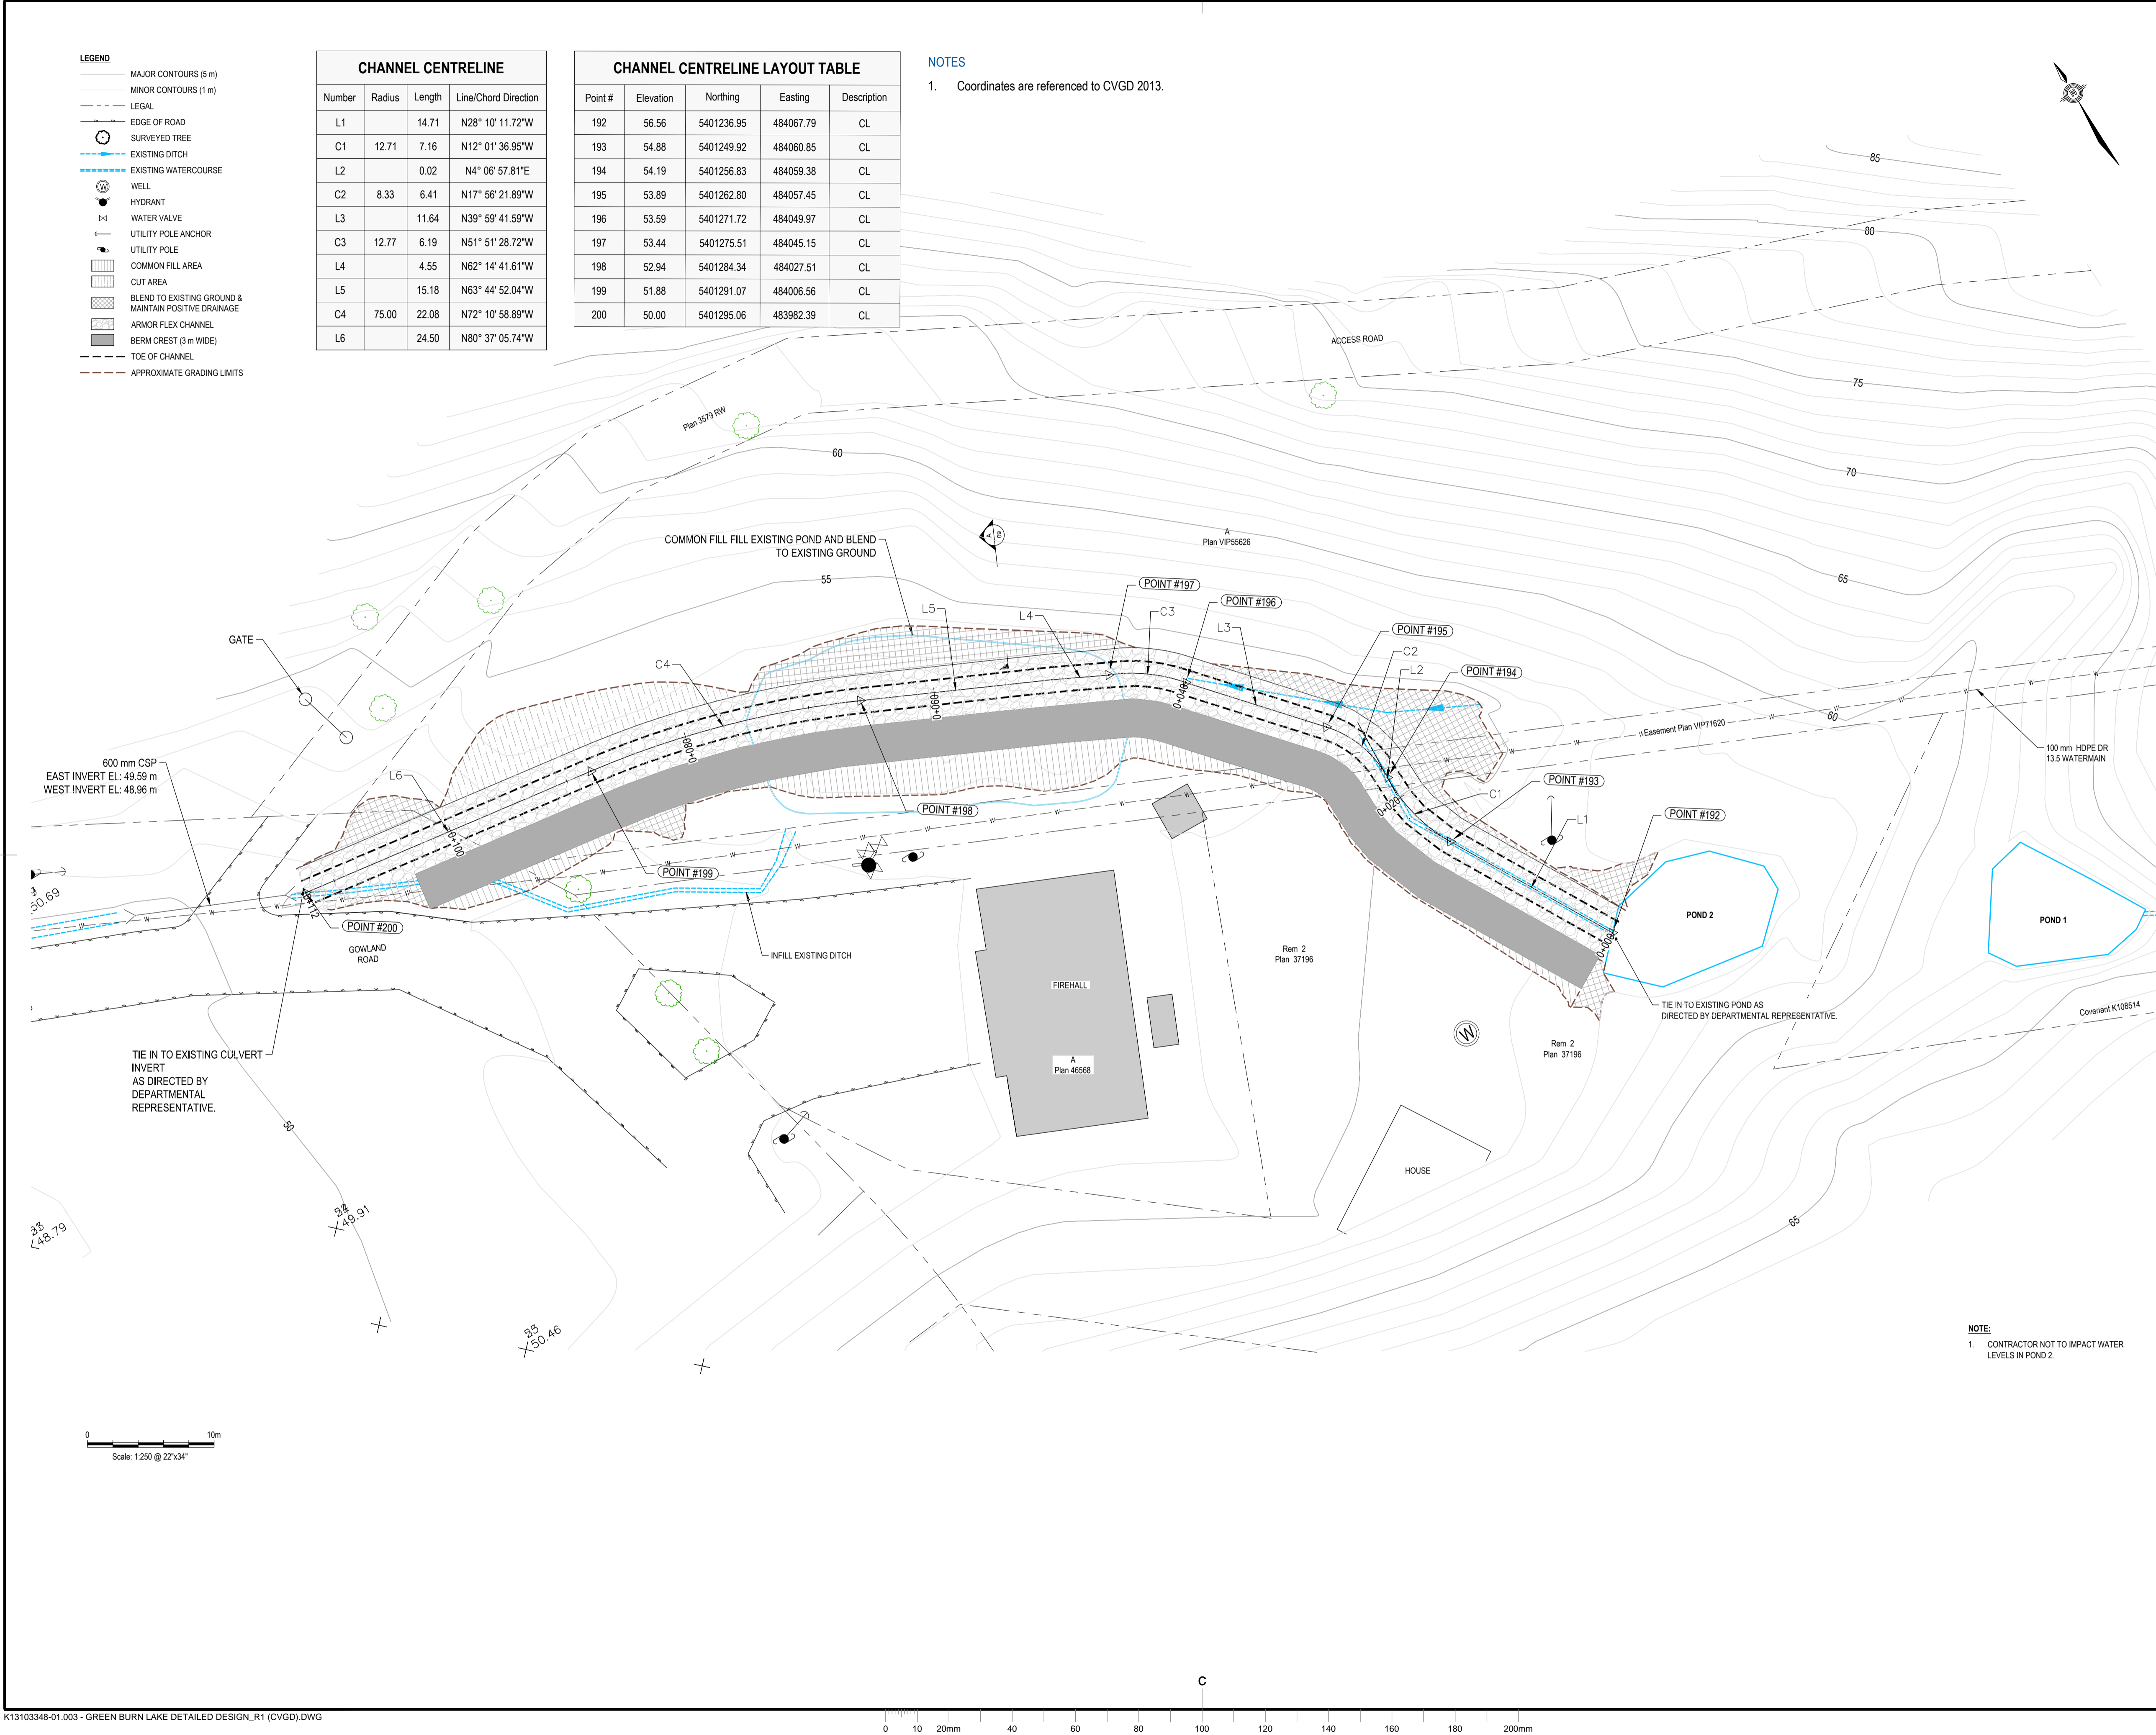 LEGEND
MAJOR CONTOURS (5 m)
MINOR CONTOURS (1 m)
LEGAL
EDGE OF ROAD
SURVEYED TREE
EXISTING DITCH
EXISTING WATERCOURSE
W WELL
HYDRANT
WATER VALVE
UTILITY POLE ANCHOR
UTILITY POLE
COMMON FILL AREA
CUT AREA
BLEND TO EXISTING GROUND &
MAINTAIN POSITIVE DRAINAGE
ARMOR FLEX CHANNEL
BERM CREST (3 m WIDE)
TOE OF CHANNEL
APPROXIMATE GRADING LIMITS
CHANNEL CENTRELINE
Number Radius Length Line/Chord Direction
L1 14.71 N28° 10' 11.72"W
C1 12.71 7.16 N12° 01' 36.95"W
L2 0.02 N4° 06' 57.81"E
C2 8.33 6.41 N17° 56' 21.89"W
L3 11.64 N39° 59' 41.59"W
C3 12.77 6.19 N51° 51' 28.72"W
L4 4.55 N62° 14' 41.61"W
L5 15.18 N63° 44' 52.04"W
C4 75.00 22.08 N72° 10' 58.89"W
L6 24.50 N80° 37' 05.74"W
CHANNEL CENTRELINE LAYOUT TABLE
Point # Elevation Northing Easting Description
192 56.56 5401236.95 484067.79 CL
193 54.88 5401249.92 484060.85 CL
194 54.19 5401256.83 484059.38 CL
195 53.89 5401262.80 484057.45 CL
196 53.59 5401271.72 484049.97 CL
197 53.44 5401275.51 484045.15 CL
198 52.94 5401284.34 484027.51 CL
199 51.88 5401291.07 484006.56 CL
200 50.00 5401295.06 483982.39 CL
NOTES
1. Coordinates are referenced to CVGD 2013.
85
80
ACCESS ROAD
75
Plan 3579 RW
60
70
A
Plan VIP55626
COMMON FILL FILL EXISTING POND AND BLEND
TO EXISTING GROUND
55
65
POINT #197
POINT #196
L5
L4
C3
L3
POINT #195
C2
L2
POINT #194
GATE
C4
0+060
0+040
0+080
60
Easement Plan VIP71620
100 mm HDPE DR
13.5 WATERMAIN
600 mm CSP
EAST INVERT EL: 49.59 m
WEST INVERT EL: 48.96 m
L6
POINT #193
C1
0+020
POINT #198
L1
POINT #192
0+100
POINT #199
50.69
0+112
POINT #200
GOWLAND
ROAD
INFILL EXISTING DITCH
POND 2
POND 1
0+000
Rem 2
Plan 37196
FIREHALL
TIE IN TO EXISTING POND AS
DIRECTED BY DEPARTMENTAL REPRESENTATIVE.
Covenant K108514
W
Rem 2
Plan 37196
A
Plan 46568
TIE IN TO EXISTING CULVERT
INVERT
AS DIRECTED BY
DEPARTMENTAL
REPRESENTATIVE.
50
HOUSE
49.91
48.79
65
50.46
NOTE:
1. CONTRACTOR NOT TO IMPACT WATER
LEVELS IN POND 2.
0 10m
Scale: 1:250 @ 22"x34"
C
K13103348-01.003 - GREEN BURN LAKE DETAILED DESIGN_R1 (CVGD).DWG
0 10 20mm 40 60 80 100 120 140 160 180 200mm